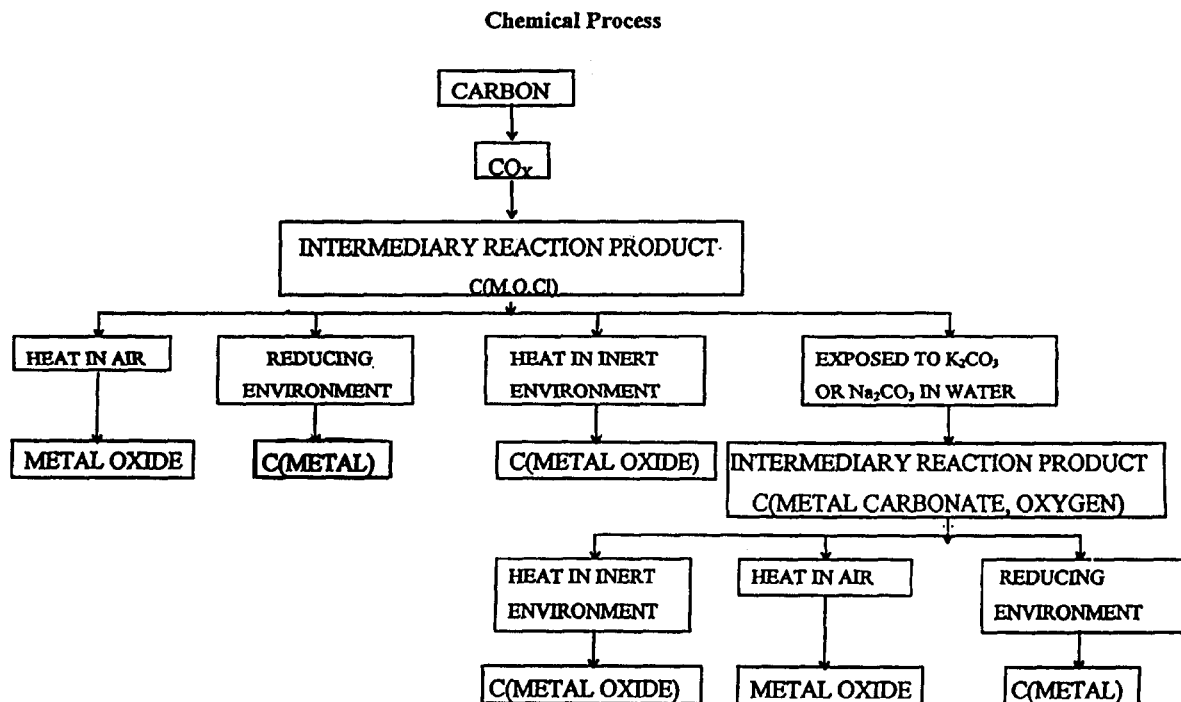 Chemical Process
CARBON
COX
INTERMEDIARY REACTION PRODUCT
C(M.O.Cl)
HEAT IN AIR
REDUCING
ENVIRONMENT
HEAT IN INERT
ENVIRONMENT
EXPOSED TO K₂CO₃
OR Na₂CO₃ IN WATER
METAL OXIDE
C(METAL)
C(METAL OXIDE)
INTERMEDIARY REACTION PRODUCT
C(METAL CARBONATE, OXYGEN)
HEAT IN INERT
ENVIRONMENT
HEAT IN AIR
REDUCING
ENVIRONMENT
C(METAL OXIDE)
METAL OXIDE
C(METAL)